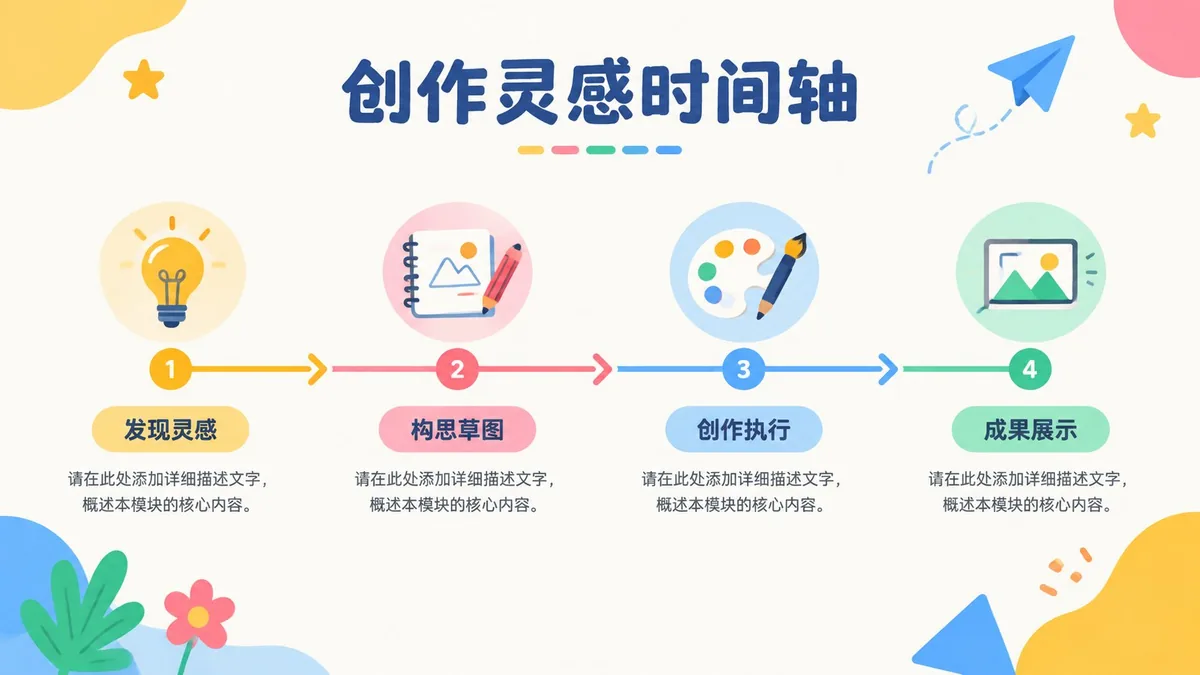 创作灵感时间轴
1
2
3
4
发现灵感
构思草图
创作执行
成果展示
请在此处添加详细描述文字，
概述本模块的核心内容。
请在此处添加详细描述文字，
概述本模块的核心内容。
请在此处添加详细描述文字，
概述本模块的核心内容。
请在此处添加详细描述文字，
概述本模块的核心内容。